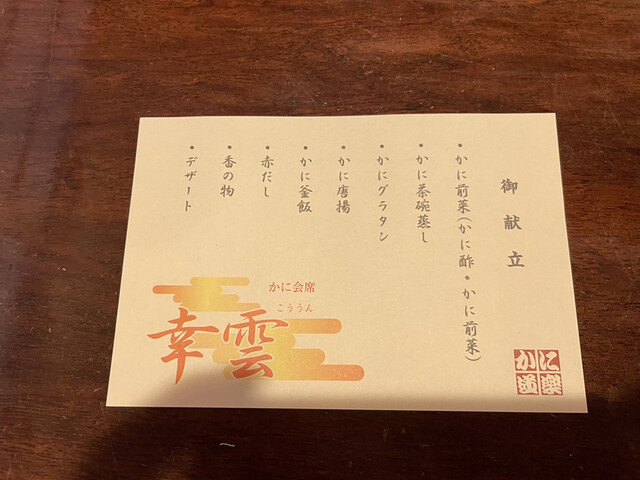 御献立
・かに前菜(かに酢・かに前菜)
・かに茶碗蒸し
・かにグラタン
・かに唐揚
・かに釜飯
・赤だし
・香の物
・デザート
かに会席
こううん
幸雲
かに道楽